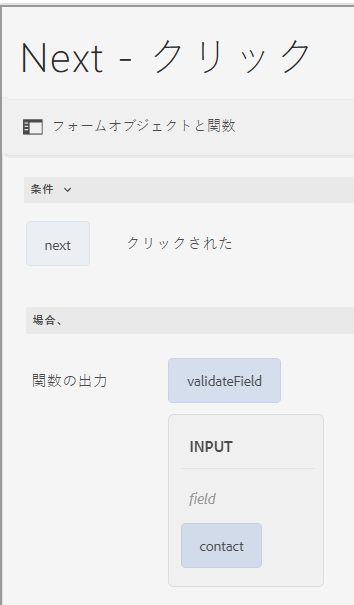 Next - クリック
フォームオブジェクトと関数
条件
next クリックされた
場合、
関数の出力 validateField
INPUT
field
contact